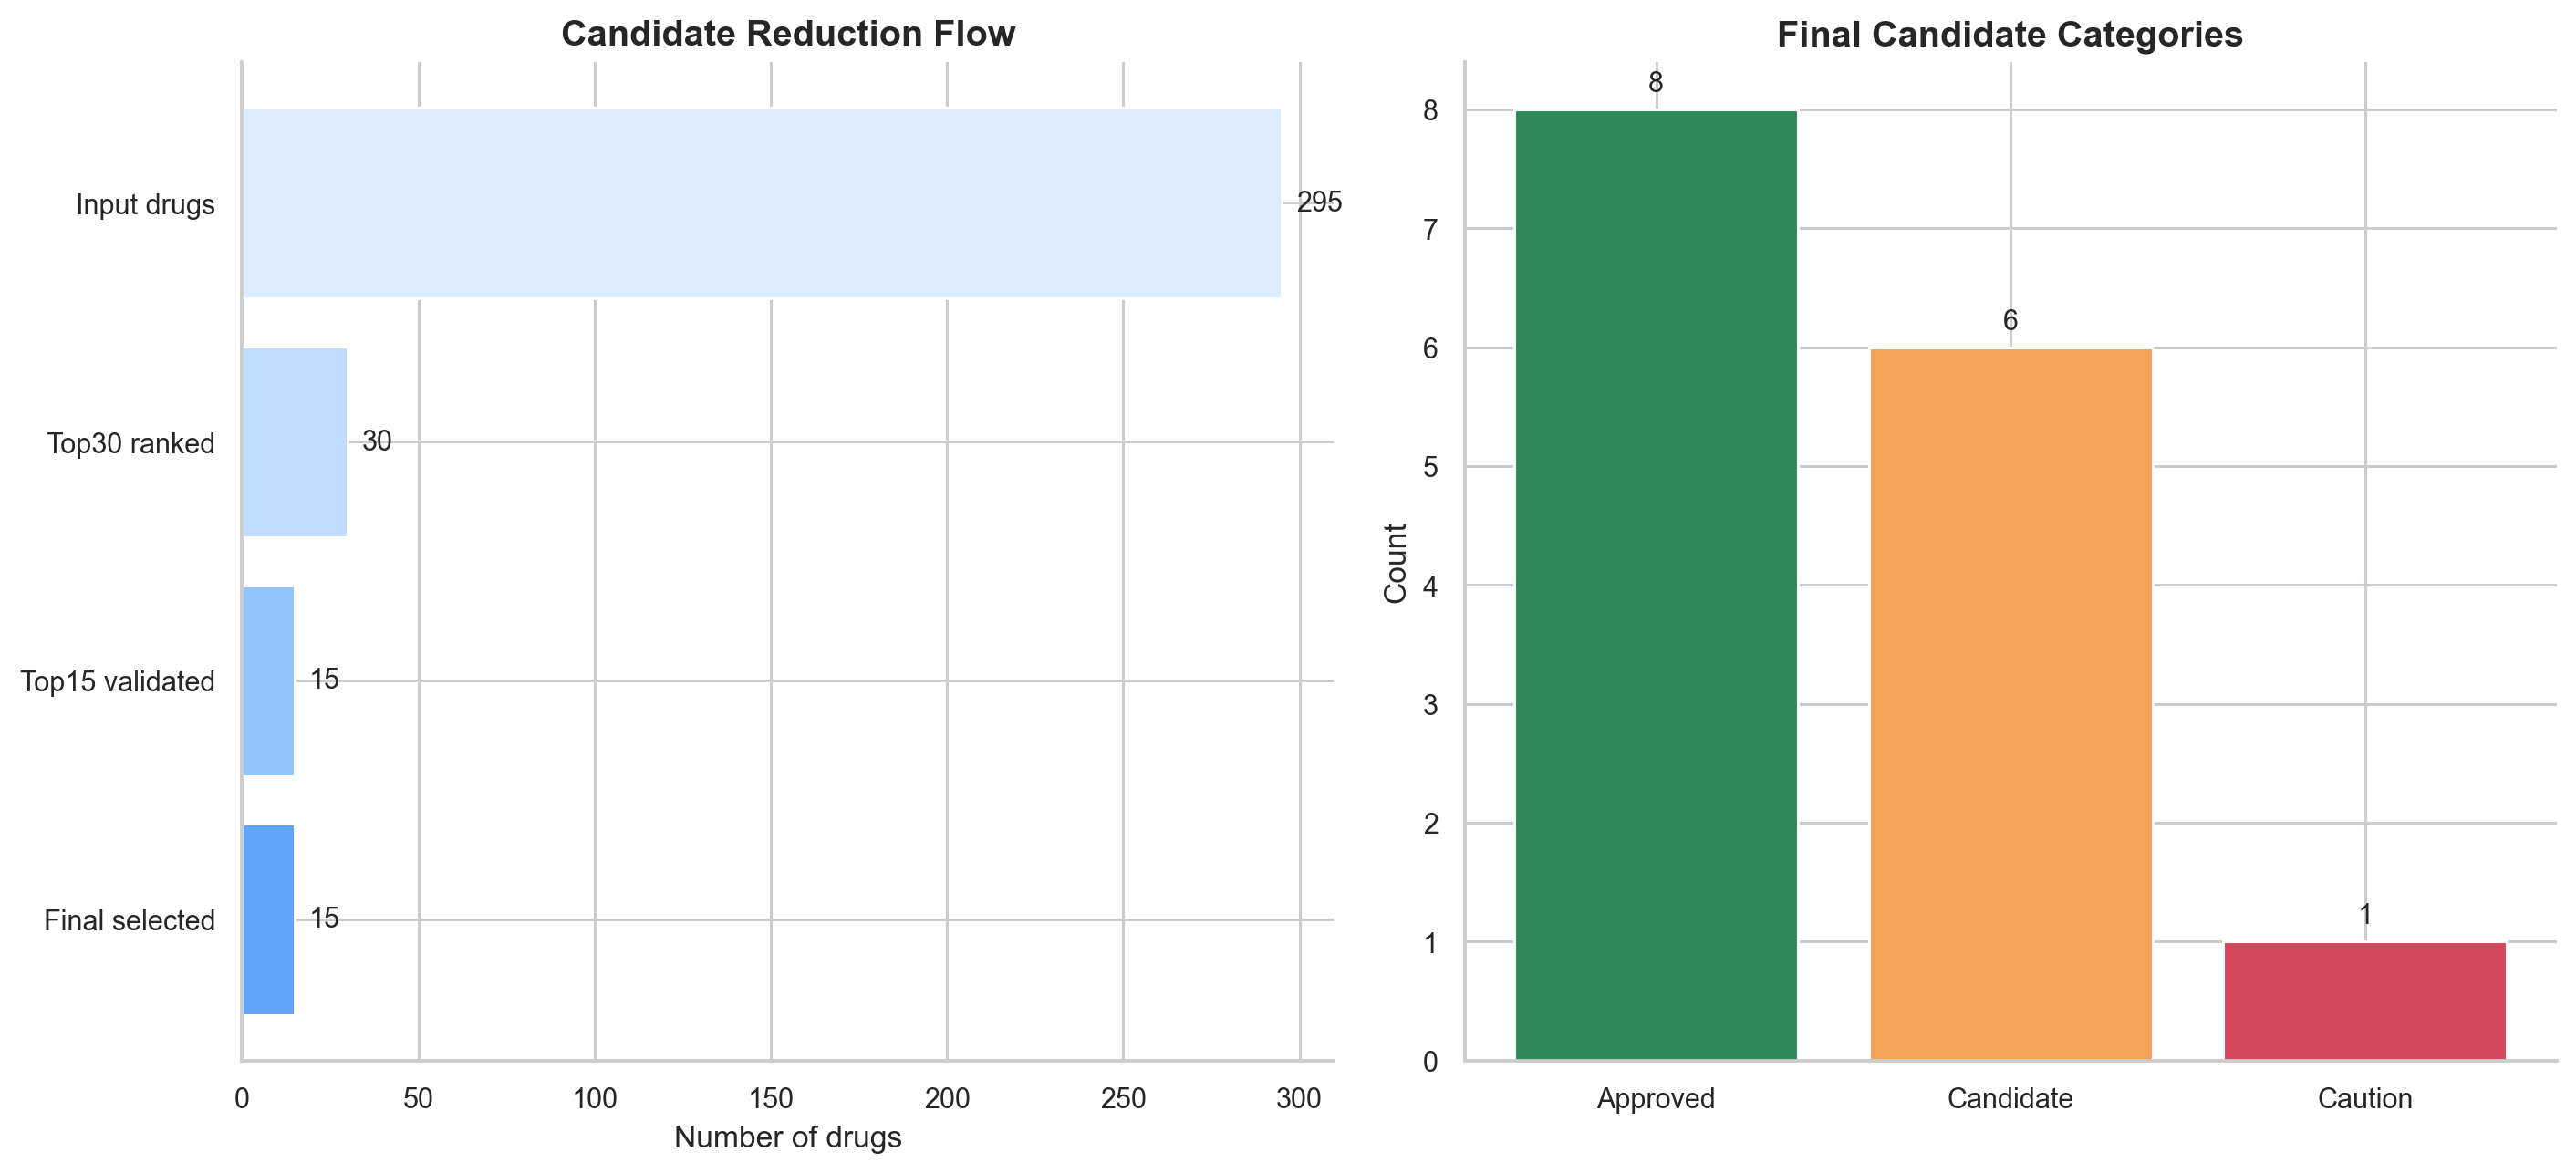 Candidate Reduction Flow
Input drugs
295
Top30 ranked
30
Top15 validated
15
Final selected
15
0 50 100 150 200 250 300
Number of drugs
Final Candidate Categories
Count
8
7
6
5
4
3
2
1
0
8
6
1
Approved Candidate Caution